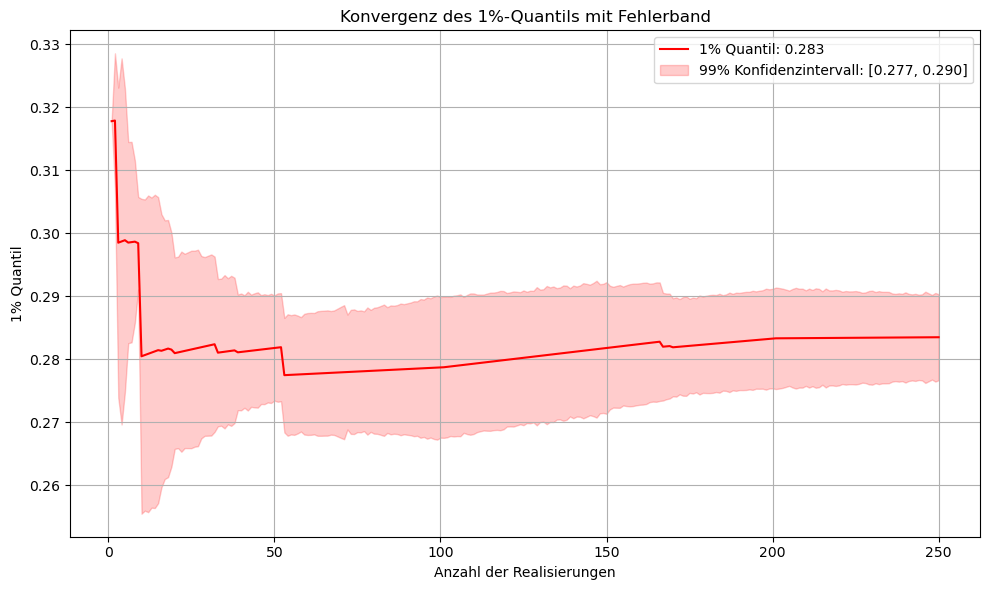 Konvergenz des 1%-Quantils mit Fehlerband
1% Quantil: 0.283
99% Konfidenzintervall: [0.277, 0.290]
1% Quantil
0.33
0.32
0.31
0.30
0.29
0.28
0.27
0.26
0
50
100
150
200
250
Anzahl der Realisierungen